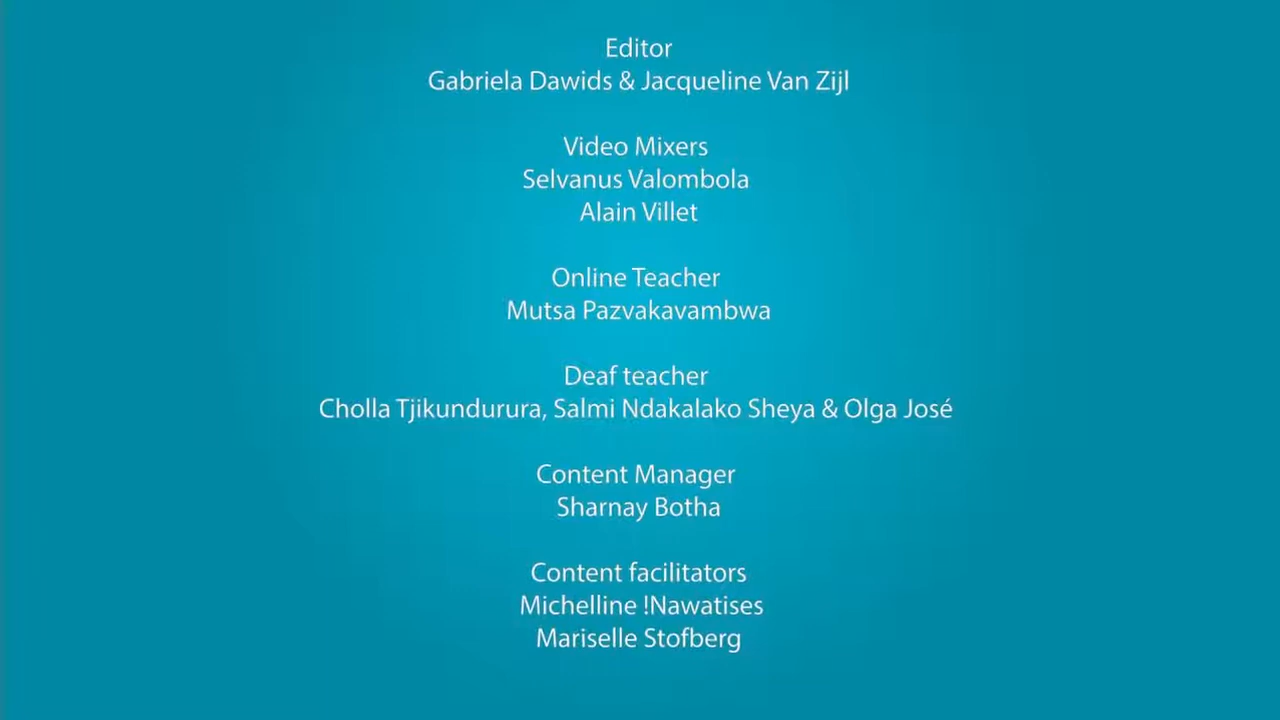 Editor
Gabriela Dawids & Jacqueline Van Zijl
Video Mixers
Selvanus Valombola
Alain Villet
Online Teacher
Mutsa Pazvakavambwa
Deaf teacher
Cholla Tjikundurura, Salmi Ndakalako Sheya & Olga José
Content Manager
Sharnay Botha
Content facilitators
Michelline !Nawatises
Mariselle Stofberg